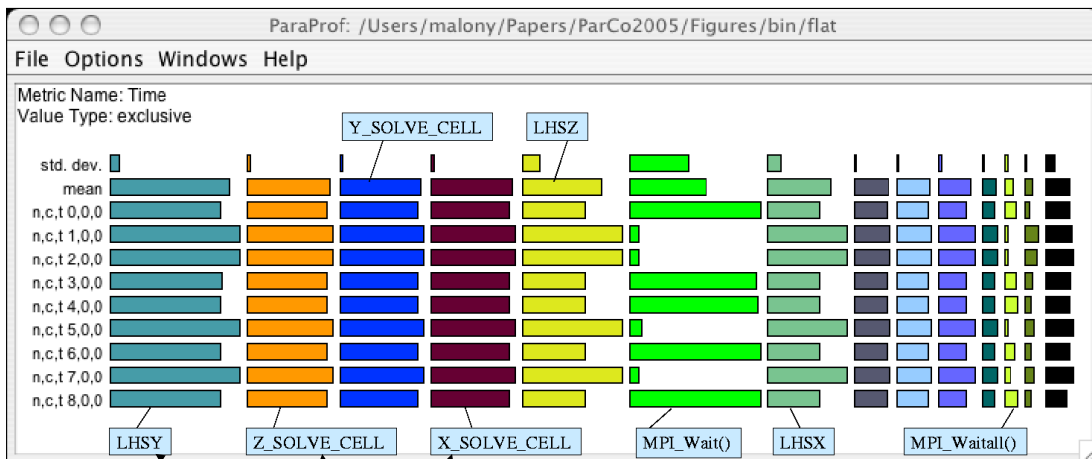 ParaProf: /Users/malony/Papers/ParCo2005/Figures/bin/flat
File Options Windows Help
Metric Name: Time
Value Type: exclusive
Y_SOLVE_CELL
LHSZ
std. dev.
mean
n,c,t 0,0,0
n,c,t 1,0,0
n,c,t 2,0,0
n,c,t 3,0,0
n,c,t 4,0,0
n,c,t 5,0,0
n,c,t 6,0,0
n,c,t 7,0,0
n,c,t 8,0,0
LHSY
Z_SOLVE_CELL
X_SOLVE_CELL
MPI_Wait()
LHSX
MPI_Waitall()